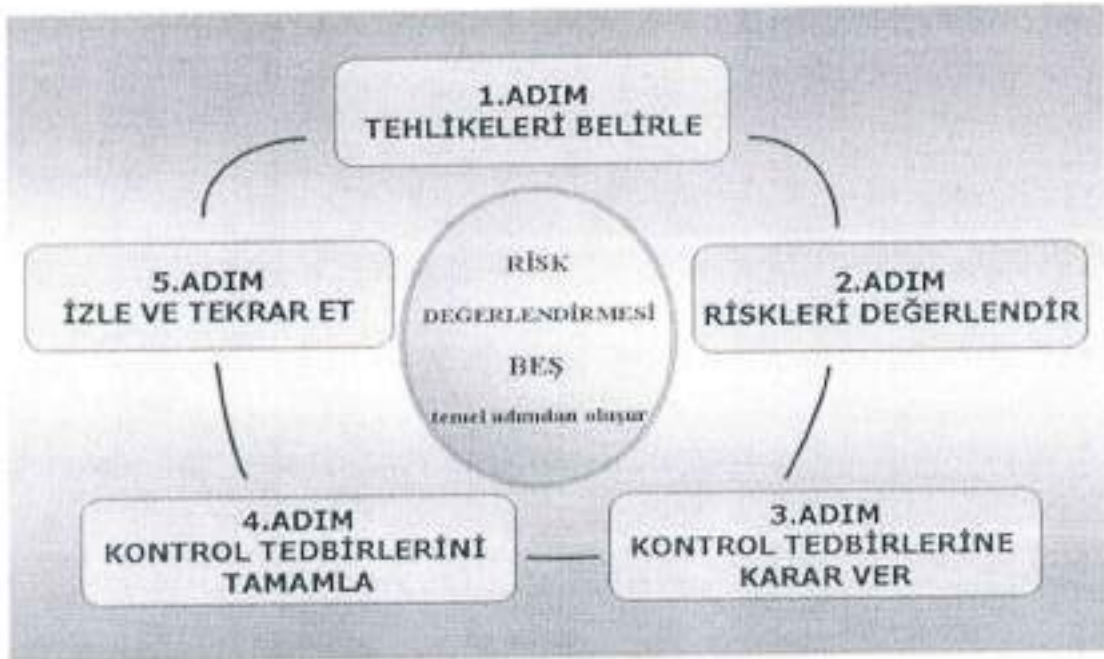 1.ADIM
TEHLİKELERİ BELİRLE
5.ADIM
İZLE VE TEKRAR ET
RİSK
DEĞERLENDİRMESİ
BEŞ
temel adımdan oluşur
2.ADIM
RİSKLERİ DEĞERLENDİR
4.ADIM
KONTROL TEDBİRLERİNİ
TAMAMLA
3.ADIM
KONTROL TEDBİRLERİNE
KARAR VER